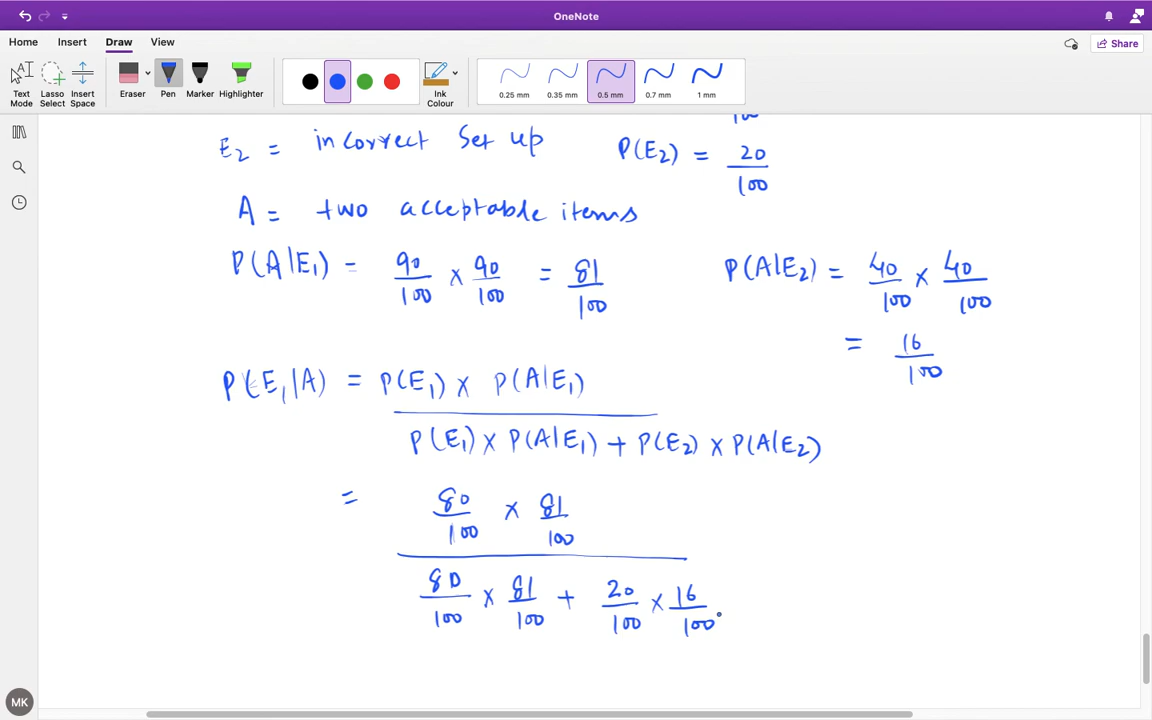 OneNote
Home Insert Draw View
Share
Text Mode
Lasso Select
Insert Space
Eraser
Pen
Marker
Highlighter
Ink Colour
0.25 mm
0.35 mm
0.5 mm
0.7 mm
1 mm
E₂ = incorrect set up P(E₂) = 20/100
A = two acceptable items
P(A|E₁) = 90/100 × 90/100 = 81/100 P(A|E₂) = 40/100 × 40/100
= 16/100
P(E₁|A) = P(E₁) × P(A|E₁)
P(E₁) × P(A|E₁) + P(E₂) × P(A|E₂)
= 80/100 × 81/100
80/100 × 81/100 + 20/100 × 16/100
MK